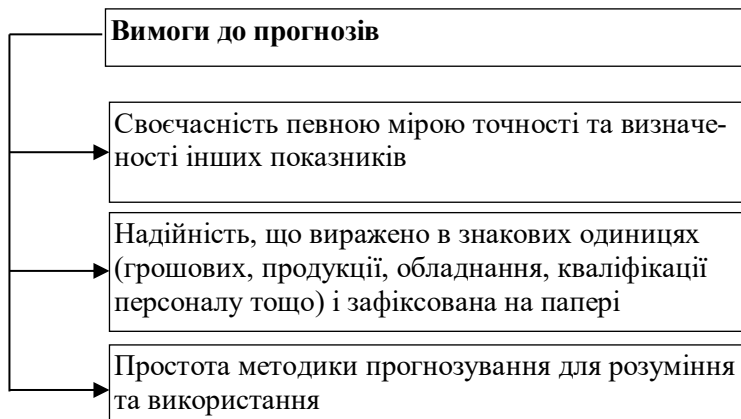 Вимоги до прогнозів
Своєчасність певною мірою точності та визначе-
ності інших показників
Надійність, що виражено в знакових одиницях
(грошових, продукції, обладнання, кваліфікації
персоналу тощо) і зафіксована на папері
Простота методики прогнозування для розуміння
та використання